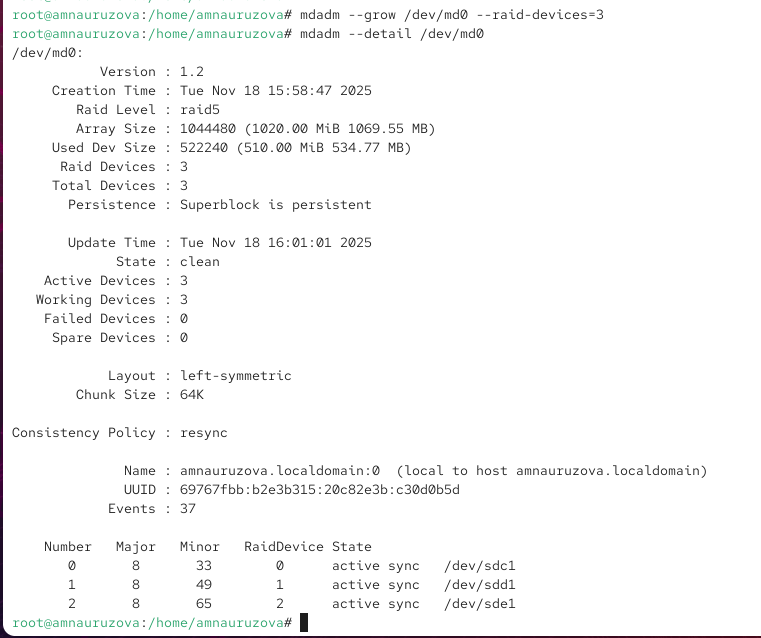 root@amnauruzova:/home/amnauruzova# mdadm --grow /dev/md0 --raid-devices=3
root@amnauruzova:/home/amnauruzova# mdadm --detail /dev/md0
/dev/md0:
           Version : 1.2
     Creation Time : Tue Nov 18 15:58:47 2025
        Raid Level : raid5
        Array Size : 1044480 (1020.00 MiB 1069.55 MB)
     Used Dev Size : 522240 (510.00 MiB 534.77 MB)
      Raid Devices : 3
     Total Devices : 3
       Persistence : Superblock is persistent

       Update Time : Tue Nov 18 16:01:01 2025
             State : clean
    Active Devices : 3
   Working Devices : 3
    Failed Devices : 0
     Spare Devices : 0

            Layout : left-symmetric
        Chunk Size : 64K

Consistency Policy : resync

              Name : amnauruzova.localdomain:0  (local to host amnauruzova.localdomain)
              UUID : 69767fbb:b2e3b315:20c82e3b:c30d0b5d
            Events : 37

    Number   Major   Minor   RaidDevice State
       0       8       33        0      active sync   /dev/sdc1
       1       8       49        1      active sync   /dev/sdd1
       2       8       65        2      active sync   /dev/sde1
root@amnauruzova:/home/amnauruzova#